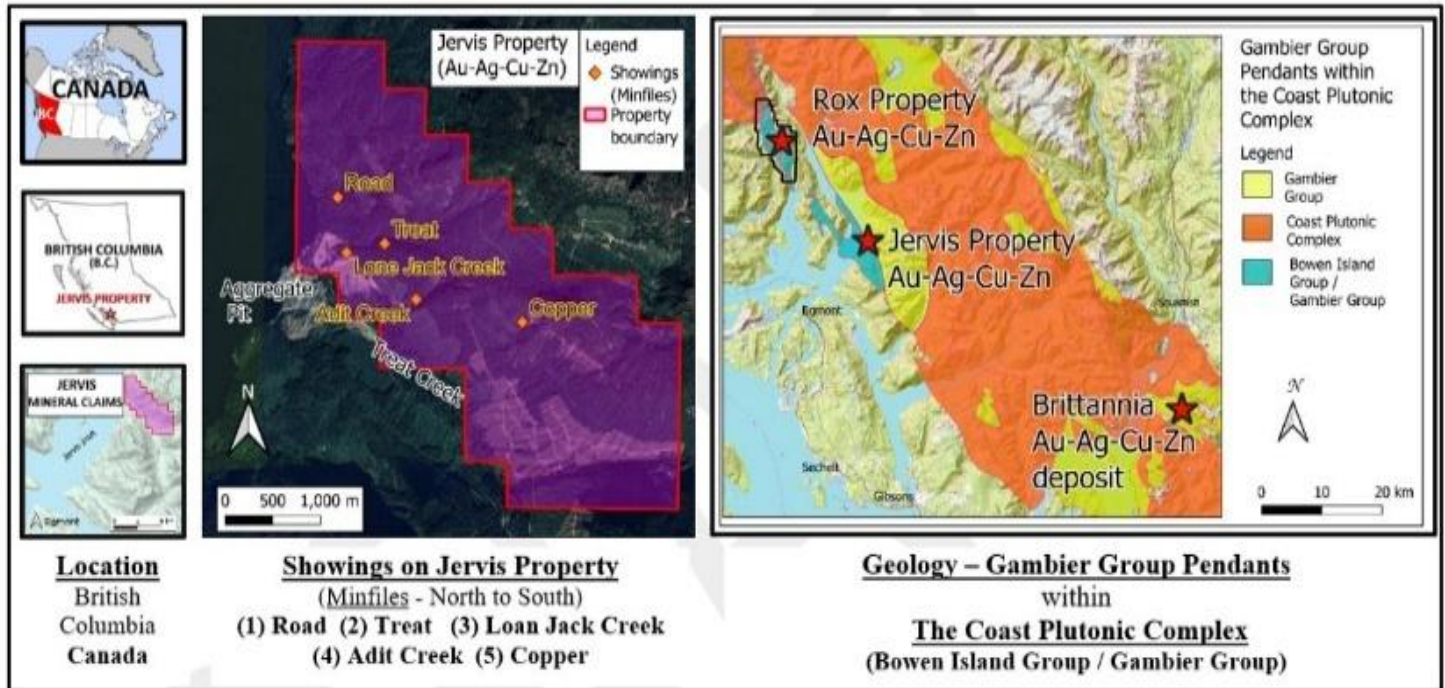 CANADA
BC
BRITISH COLUMBIA
(B.C.)
JERVIS PROPERTY
JERVIS
MINERAL CLAIMS
Jervis Inlet
Egmont
Location
British
Columbia
Canada
Jervis Property
(Au-Ag-Cu-Zn)
Legend
Showings
(Minfiles)
Property
boundary
Road
Treat
Lone Jack Creek
Aggregate
Pit
Adit Creek
Copper
Treat Creek
N
0 500 1,000 m
Showings on Jervis Property
(Minfiles - North to South)
(1) Road (2) Treat (3) Loan Jack Creek
(4) Adit Creek (5) Copper
Rox Property
Au-Ag-Cu-Zn
Jervis Property
Au-Ag-Cu-Zn
Egmont
Squamish
Brittannia
Au-Ag-Cu-Zn
deposit
Sechelt
Gibsons
Gambier Group
Pendants within
the Coast Plutonic
Complex
Legend
Gambier
Group
Coast Plutonic
Complex
Bowen Island
Group /
Gambier Group
N
0 10 20 km
Geology – Gambier Group Pendants
within
The Coast Plutonic Complex
(Bowen Island Group / Gambier Group)